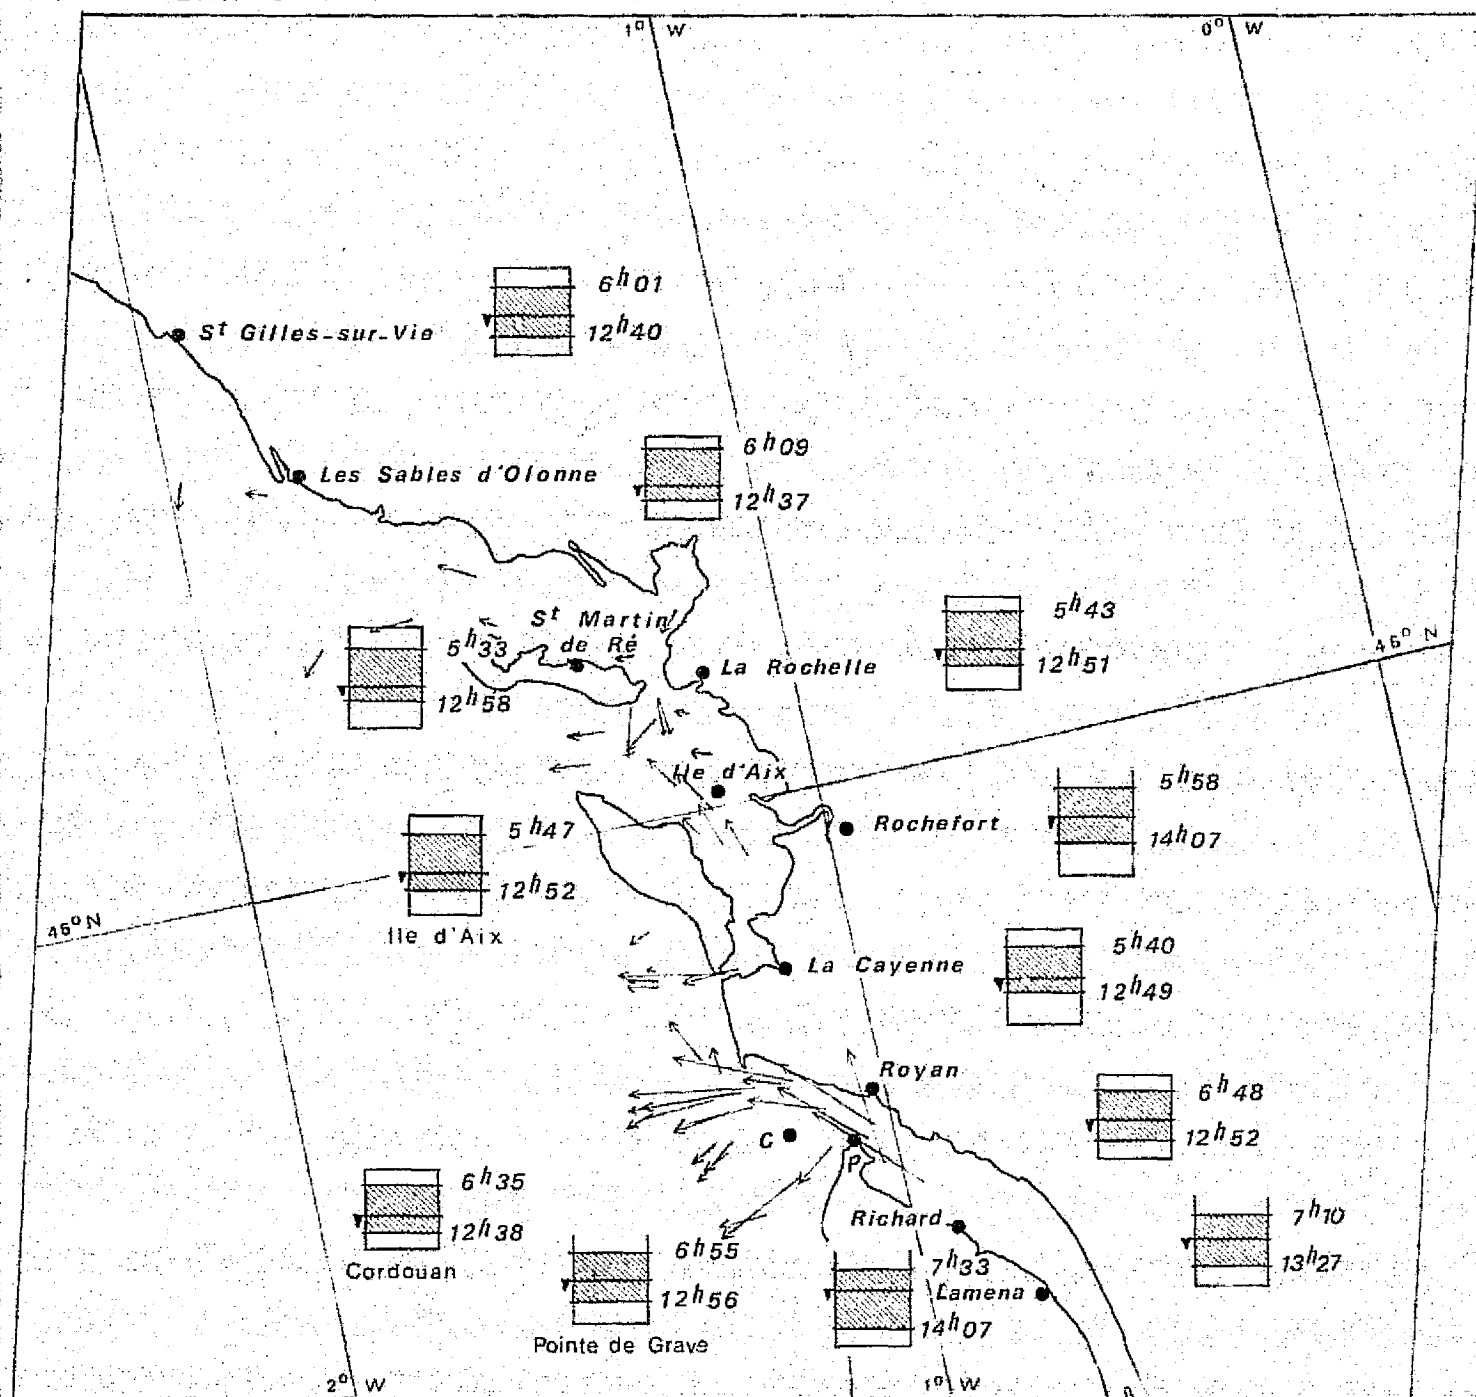 1° W
0° W
6h01
St Gilles-sur-Vie
12h40
6h09
Les Sables d'Olonne
12h37
5h43
St Martin
46° N
5h33
de Ré
La Rochelle
12h51
12h58
Ile d'Aix
5h58
5h47
Rochefort
14h07
12h52
46° N
Ile d'Aix
5h40
La Cayenne
12h49
Royan
6h48
C
12h52
P
6h35
Richard
7h10
12h38
6h55
7h33
13h27
Cordouan
12h56
Lamena
14h07
Pointe de Grave
2° W
1° W